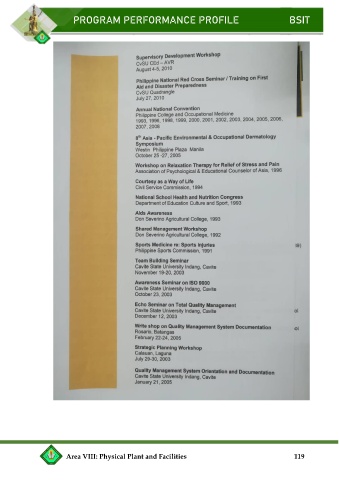 PROGRAM PERFORMANCE PROFILE BSIT
Supervisory Development Workshop
CvSU CEd – AVR
August 4-5, 2010
Philippine National Red Cross Seminar / Training on First
Aid and Disaster Preparedness
CvSU Quadrangle
July 27, 2010
Annual National Convention
Philippine College and Occupational Medicine
1993, 1996, 1998, 1999, 2000, 2001, 2002, 2003, 2004, 2005, 2006,
2007, 2008
Asia - Pacific Environmental & Occupational Dermatology
Symposium
Westin Philippine Plaza Manila
October 25 -27, 2005
Workshop on Relaxation Therapy for Relief of Stress and Pain
Association of Psychological & Educational Counselor of Asia, 1996
Courtesy as a Way of Life
Civil Service Commission, 1994
National School Health and Nutrition Congress
Department of Education Culture and Sport, 1993
Aids Awareness
Don Severino Agricultural College, 1993
Shared Management Workshop
Don Severino Agricultural College, 1992
Sports Medicine re: Sports Injuries
Philippine Sports Commission, 1991
Team Building Seminar
Cavite State University Indang, Cavite
November 19-20, 2003
Awareness Seminar on ISO 9000
Cavite State University Indang, Cavite
October 23, 2003
Echo Seminar on Total Quality Management
Cavite State University Indang, Cavite
December 12, 2003
Write shop on Quality Management System Documentation
Rosario, Batangas
February 22-24, 2005
Strategic Planning Workshop
Caliraun, Laguna
July 29-30, 2003
Quality Management System Orientation and Documentation
Cavite State University Indang, Cavite
January 21, 2005
Area VIII: Physical Plant and Facilities 119